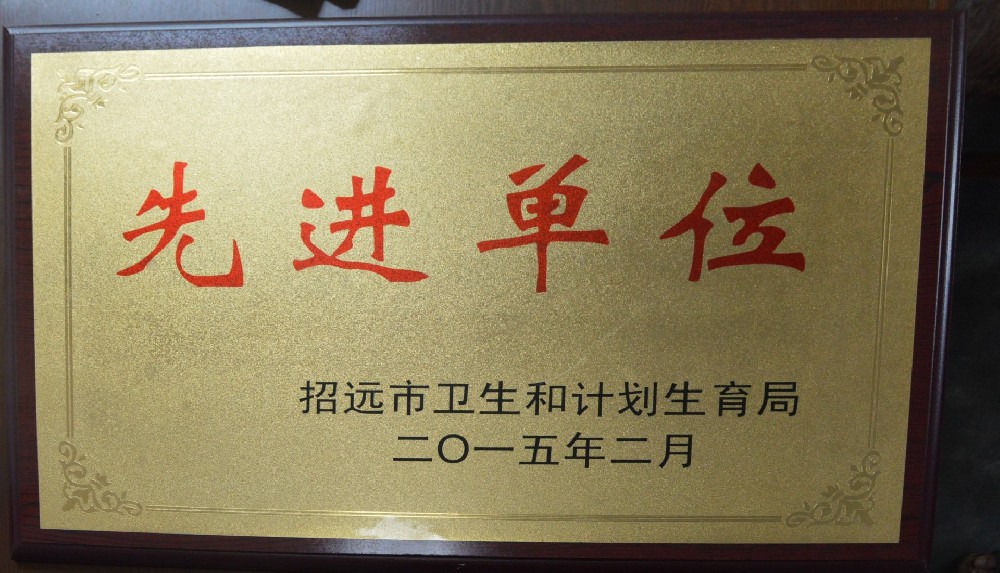 先进单位
招远市卫生和计划生育局
二〇一五年二月